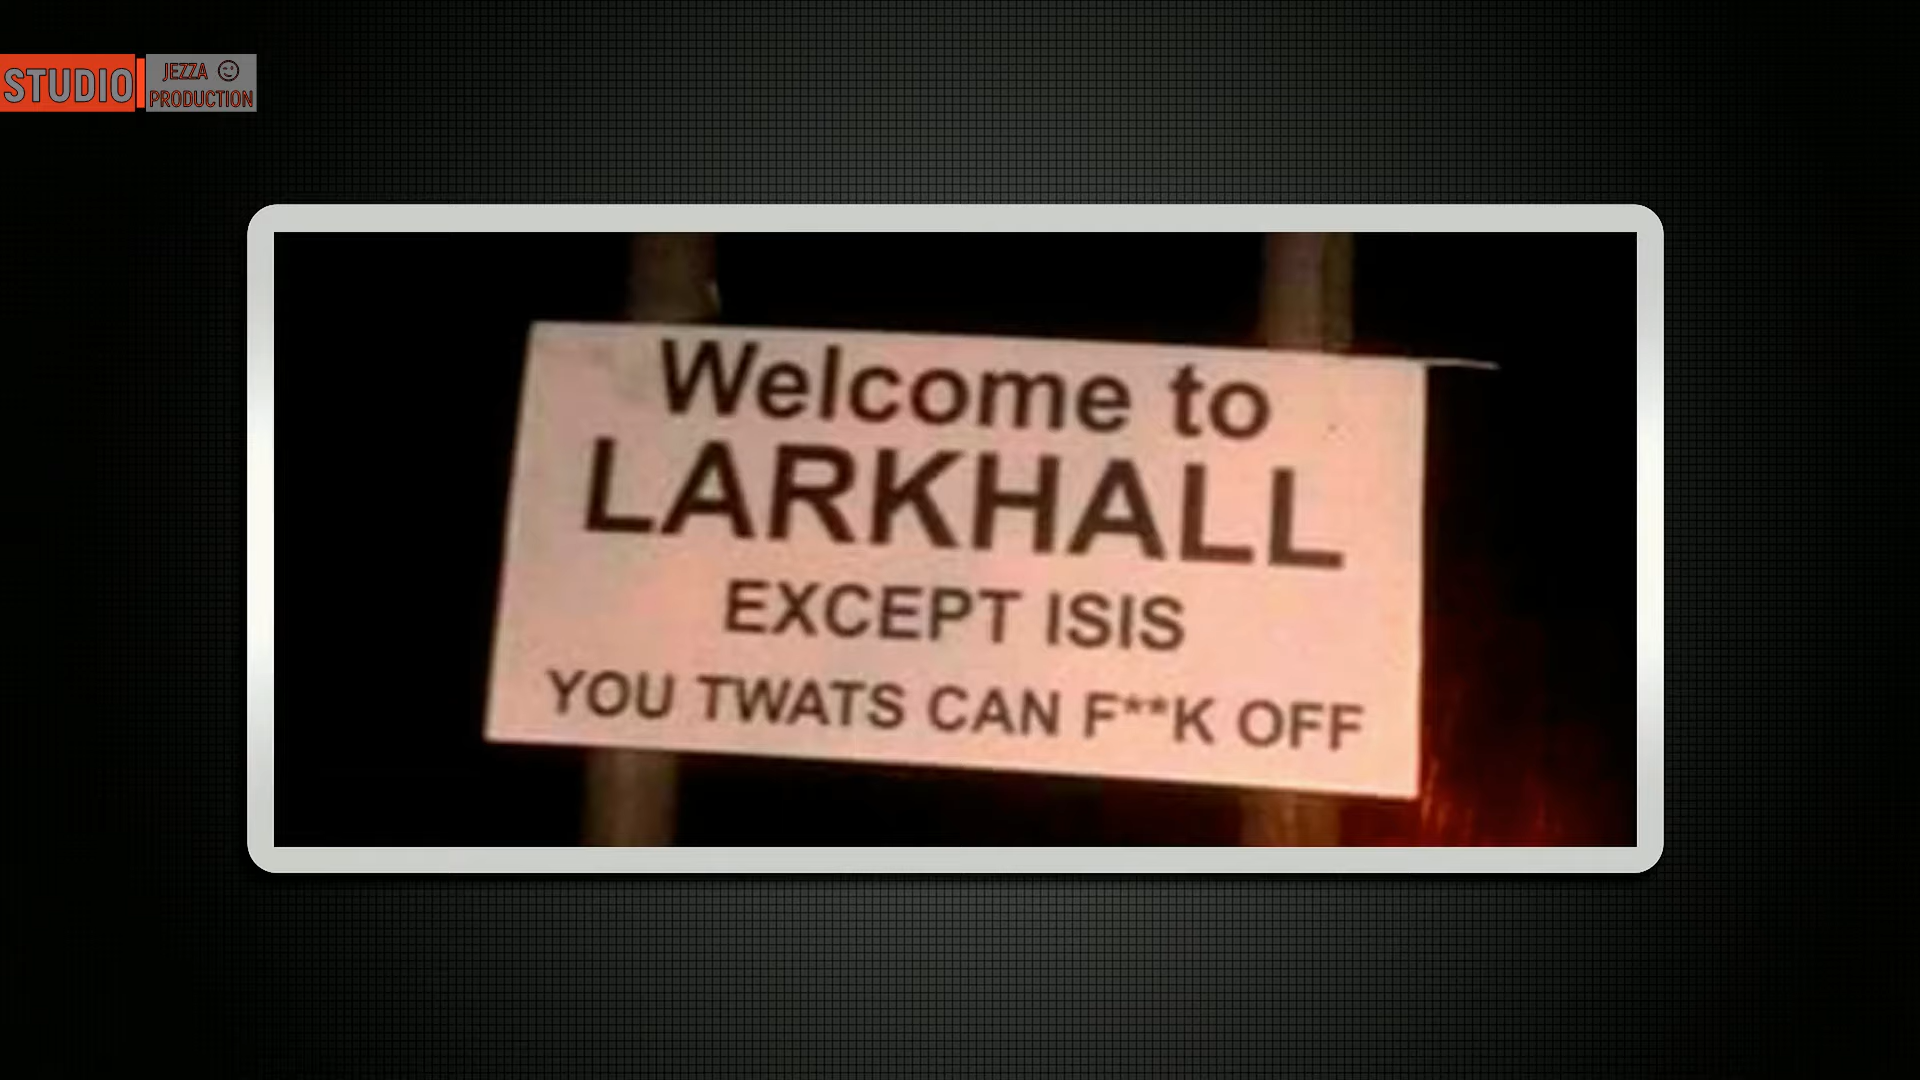 STUDIO
JEZZA
PRODUCTION
Welcome to
LARKHALL
EXCEPT ISIS
YOU TWATS CAN F**K OFF